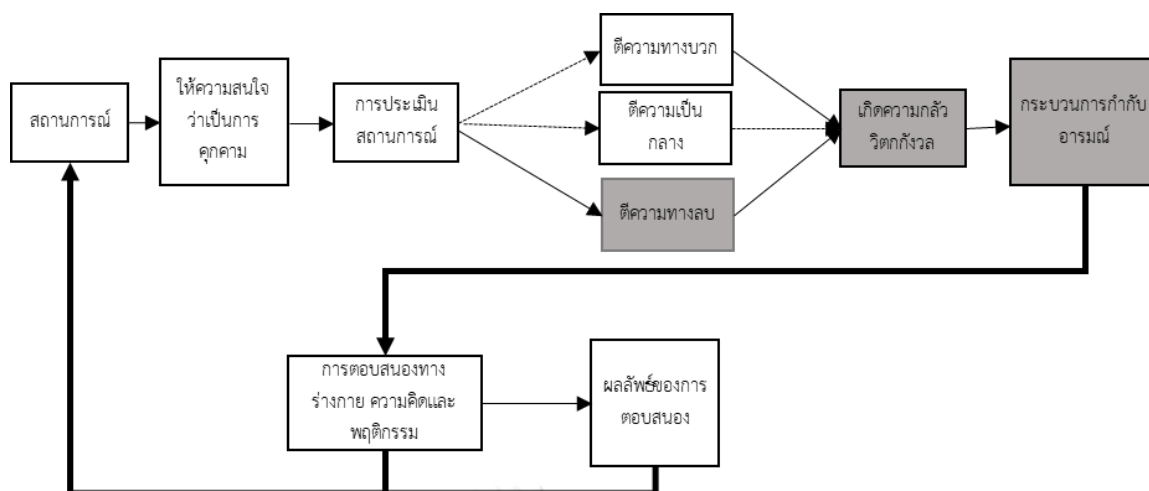 สถานการณ์
ให้ความสนใจ
ว่าเป็นการ
คุกคาม
การประเมิน
สถานการณ์
ตีความทางบวก
ตีความเป็น
กลาง
ตีความทางลบ
เกิดความกลัว
วิตกกังวล
กระบวนการกำกับ
อารมณ์
การตอบสนองทาง
ร่างกาย ความคิดและ
พฤติกรรม
ผลลัพธ์ของการ
ตอบสนอง